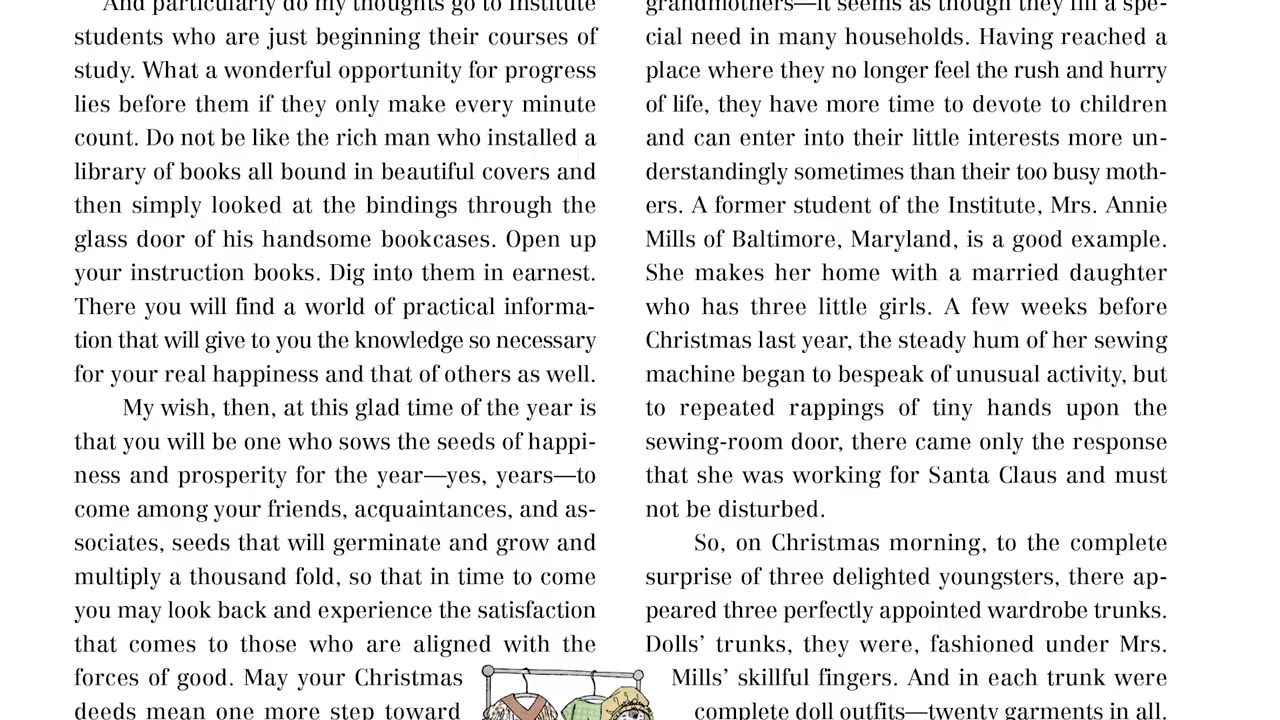 And particularly do my thoughts go to Institute
students who are just beginning their courses of
study. What a wonderful opportunity for progress
lies before them if they only make every minute
count. Do not be like the rich man who installed a
library of books all bound in beautiful covers and
then simply looked at the bindings through the
glass door of his handsome bookcases. Open up
your instruction books. Dig into them in earnest.
There you will find a world of practical informa-
tion that will give to you the knowledge so necessary
for your real happiness and that of others as well.
My wish, then, at this glad time of the year is
that you will be one who sows the seeds of happi-
ness and prosperity for the year—yes, years—to
come among your friends, acquaintances, and as-
sociates, seeds that will germinate and grow and
multiply a thousand fold, so that in time to come
you may look back and experience the satisfaction
that comes to those who are aligned with the
forces of good. May your Christmas
deeds mean one more step toward
grandmothers—it seems as though they fill a spe-
cial need in many households. Having reached a
place where they no longer feel the rush and hurry
of life, they have more time to devote to children
and can enter into their little interests more un-
derstandingly sometimes than their too busy moth-
ers. A former student of the Institute, Mrs. Annie
Mills of Baltimore, Maryland, is a good example.
She makes her home with a married daughter
who has three little girls. A few weeks before
Christmas last year, the steady hum of her sewing
machine began to bespeak of unusual activity, but
to repeated rappings of tiny hands upon the
sewing-room door, there came only the response
that she was working for Santa Claus and must
not be disturbed.
So, on Christmas morning, to the complete
surprise of three delighted youngsters, there ap-
peared three perfectly appointed wardrobe trunks.
Dolls’ trunks, they were, fashioned under Mrs.
Mills’ skillful fingers. And in each trunk were
complete doll outfits—twenty garments in all.